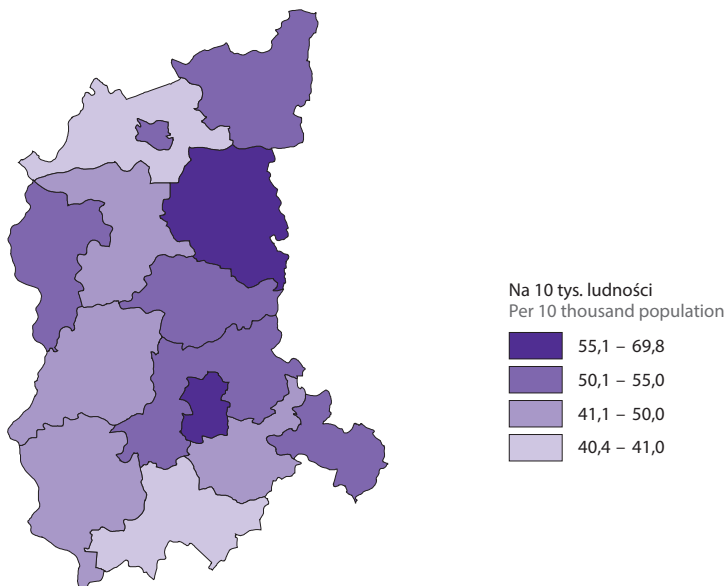 Na 10 tys. ludności
Per 10 thousand population
55,1 – 69,8
50,1 – 55,0
41,1 – 50,0
40,4 – 41,0